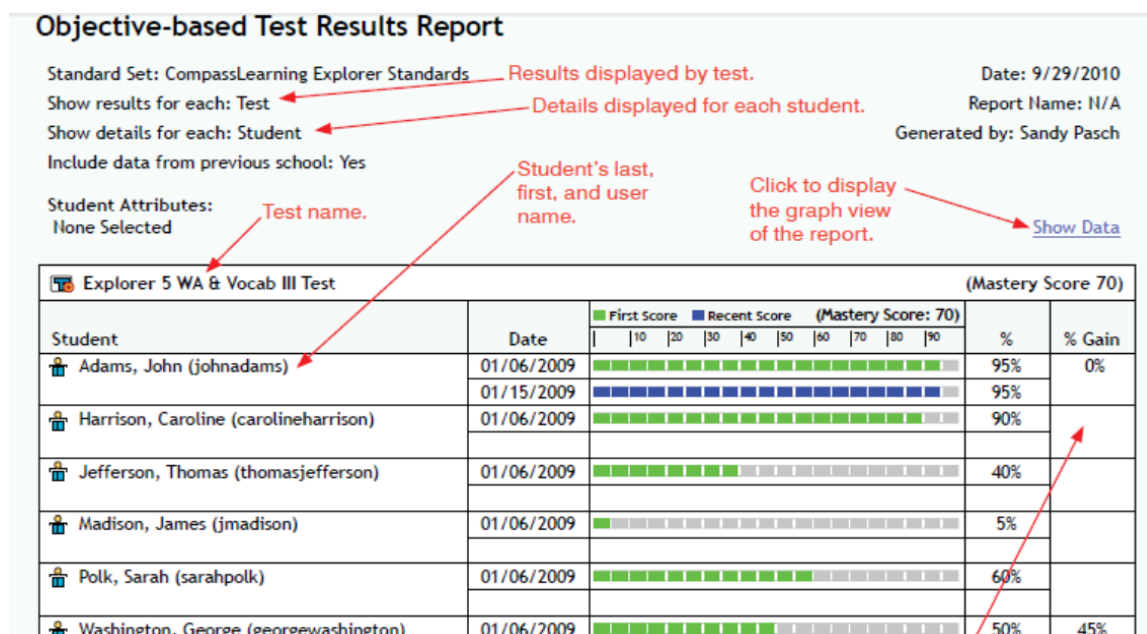 Objective-based Test Results Report
Standard Set: CompassLearning Explorer Standards
Results displayed by test.
Date: 9/29/2010
Show results for each: Test
Details displayed for each student.
Report Name: N/A
Show details for each: Student
Generated by: Sandy Pasch
Include data from previous school: Yes
Student's last,
first, and user
name.
Student Attributes:
None Selected
Test name.
Click to display
the graph view
of the report.
Show Data
Explorer 5 WA & Vocab III Test (Mastery Score 70)
First Score Recent Score (Mastery Score: 70)
Student Date |10 |20 |30 |40 |50 |60 |70 |80 |90 % % Gain
Adams, John (johnadams) 01/06/2009 95% 0%
01/15/2009 95%
Harrison, Caroline (carolineharrison) 01/06/2009 90%
Jefferson, Thomas (thomasjefferson) 01/06/2009 40%
Madison, James (jmadison) 01/06/2009 5%
Polk, Sarah (sarahpolk) 01/06/2009 60%
Washington, George (georgewashington) 01/06/2009 50% 45%